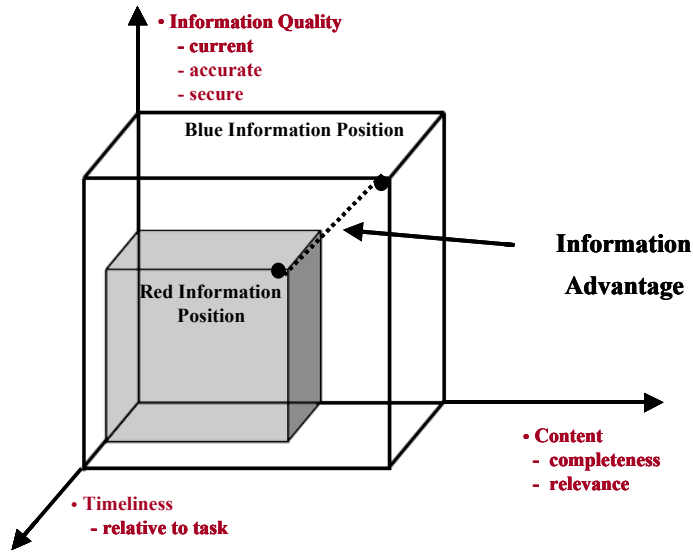 • Information Quality
- current
- accurate
- secure
Blue Information Position
Information
Advantage
Red Information
Position
• Content
- completeness
- relevance
• Timeliness
- relative to task